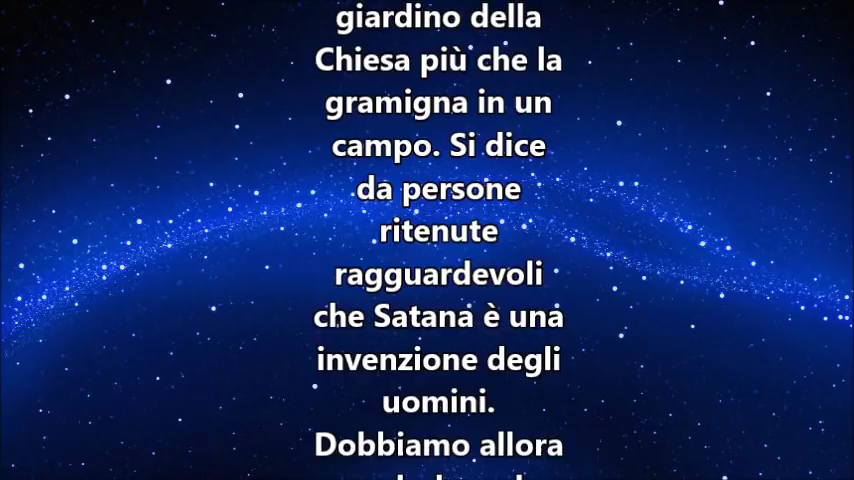 giardino della
Chiesa più che la
gramigna in un
campo. Si dice
da persone
ritenute
ragguardevoli
che Satana è una
invenzione degli
uomini.
Dobbiamo allora